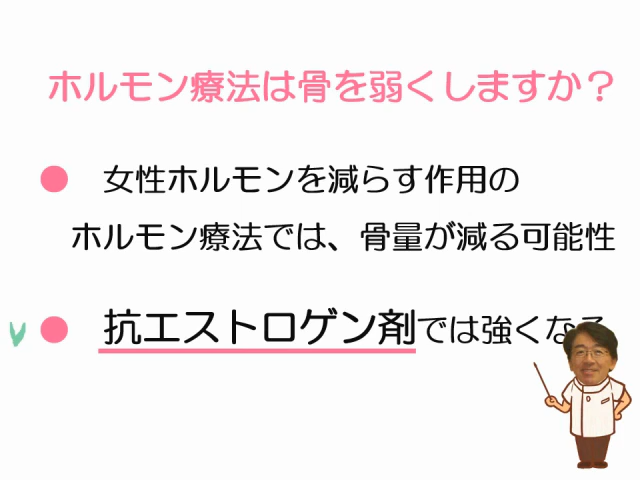 ホルモン療法は骨を弱くしますか？
● 女性ホルモンを減らす作用の
ホルモン療法では、骨量が減る可能性
● 抗エストロゲン剤では強くなる